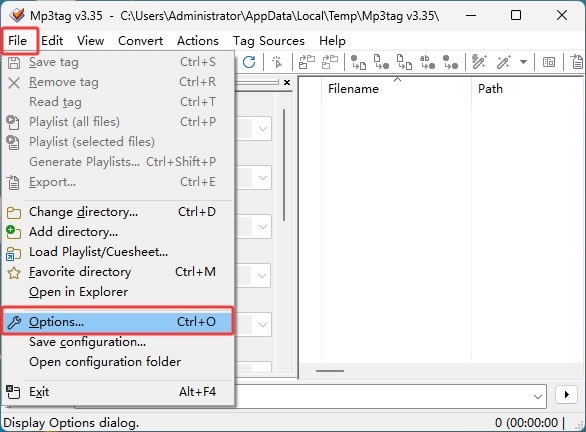 Mp3tag v3.35 - C:\Users\Administrator\AppData\Local\Temp\Mp3tag v3.35\
File Edit View Convert Actions Tag Sources Help
Save tag Ctrl+S
Remove tag Ctrl+R
Read tag Ctrl+T
Playlist (all files) Ctrl+P
Playlist (selected files)
Generate Playlists... Ctrl+Shift+P
Export... Ctrl+E
Change directory... Ctrl+D
Add directory...
Load Playlist/Cuesheet...
Favorite directory Ctrl+M
Open in Explorer
Options... Ctrl+O
Save configuration...
Open configuration folder
Exit Alt+F4
Filename Path
Display Options dialog. 0 (00:00:00 |